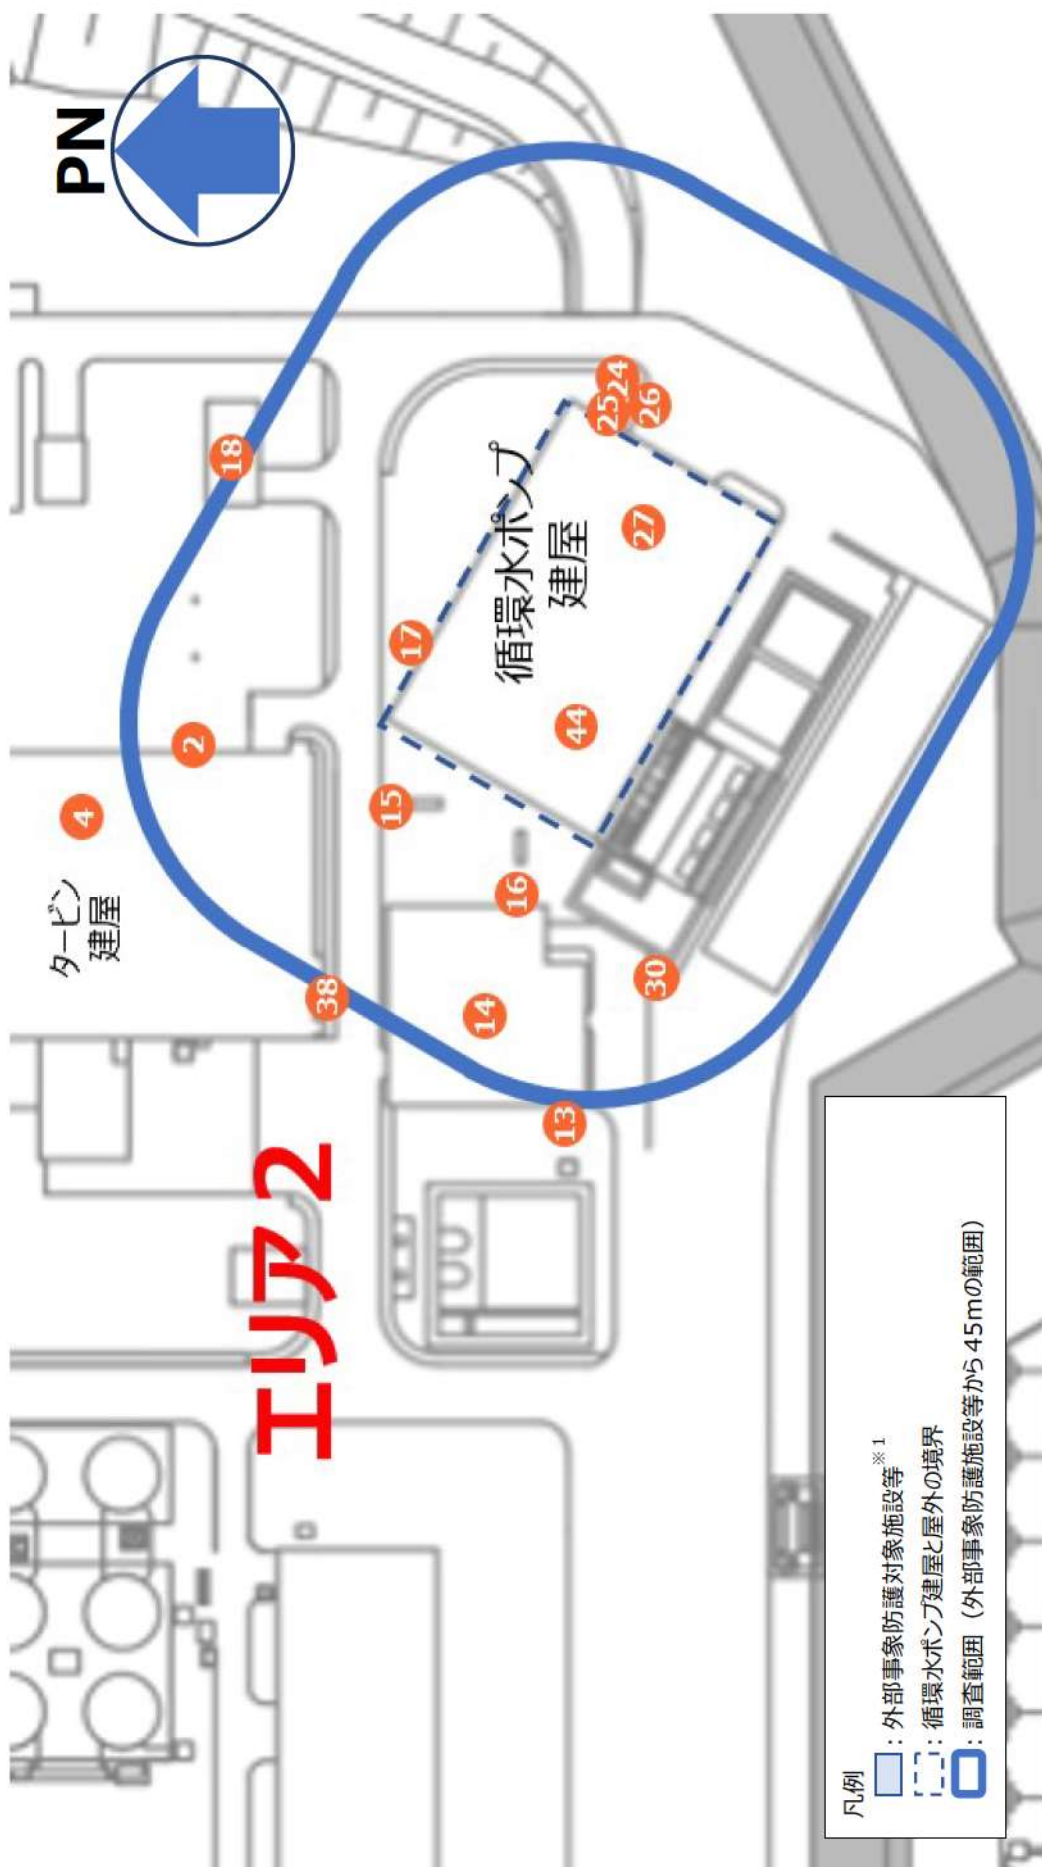 PN
タービン
建屋
4
2
18
17
15
16
38
14
13
30
循環水ポンプ
建屋
44
27
24
25
26
エリア 2
凡例
：外部事象防護対象施設等※1
：循環水ポンプ建屋と屋外の境界
：調査範囲（外部事象防護施設等から 45mの範囲）